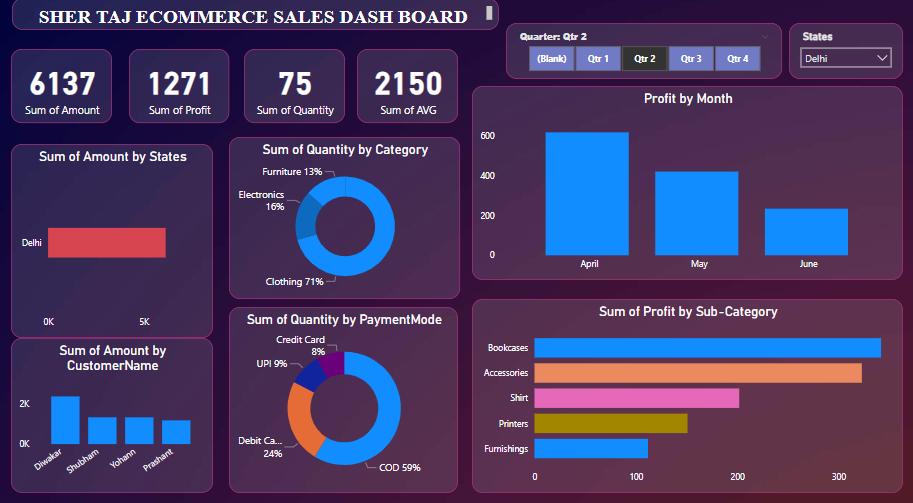 SHER TAJ ECOMMERCE SALES DASH BOARD
Quarter: Qtr 2
(Blank) Qtr 1 Qtr 2 Qtr 3 Qtr 4
States
Delhi
6137
Sum of Amount
1271
Sum of Profit
75
Sum of Quantity
2150
Sum of AVG
Sum of Amount by States
Delhi
0K 5K
Sum of Quantity by Category
Furniture 13%
Electronics
16%
Clothing 71%
Profit by Month
600
400
200
0
April May June
Sum of Amount by
CustomerName
2K
0K
Diwakar Shubham Yohann Prashant
Sum of Quantity by PaymentMode
Credit Card
8%
UPI 9%
Debit Ca...
24%
COD 59%
Sum of Profit by Sub-Category
Bookcases
Accessories
Shirt
Printers
Furnishings
0 100 200 300